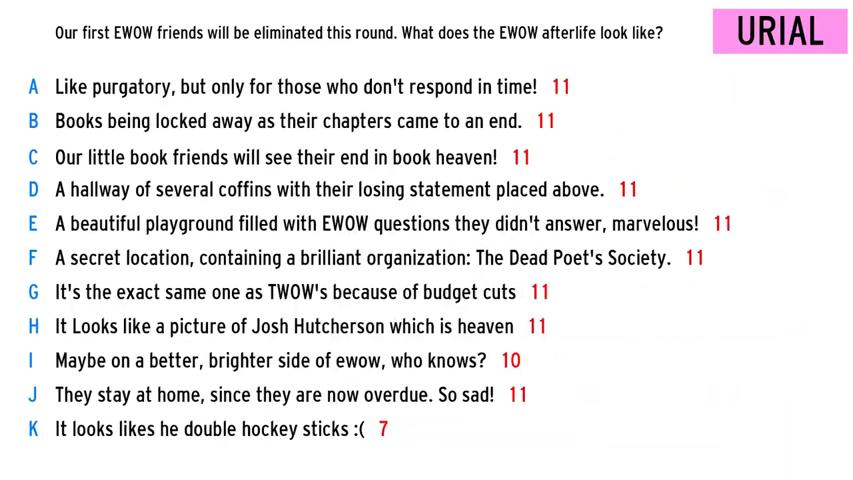 Our first EWOW friends will be eliminated this round. What does the EWOW afterlife look like?
URIAL
A Like purgatory, but only for those who don't respond in time! 11
B Books being locked away as their chapters came to an end. 11
C Our little book friends will see their end in book heaven! 11
D A hallway of several coffins with their losing statement placed above. 11
E A beautiful playground filled with EWOW questions they didn't answer, marvelous! 11
F A secret location, containing a brilliant organization: The Dead Poet's Society. 11
G It's the exact same one as TWOW's because of budget cuts 11
H It Looks like a picture of Josh Hutcherson which is heaven 11
I Maybe on a better, brighter side of ewow, who knows? 10
J They stay at home, since they are now overdue. So sad! 11
K It looks likes he double hockey sticks :( 7